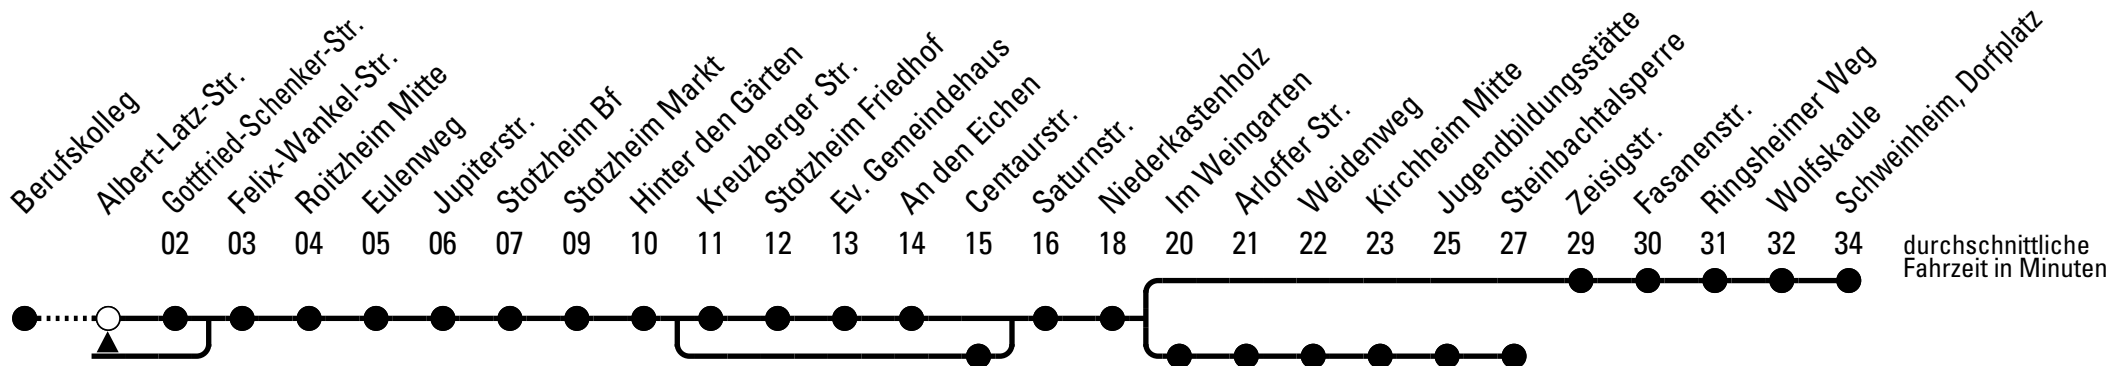 Berufskolleg
Albert-Latz-Str.
Gottfried-Schenker-Str.
Felix-Wankel-Str.
Roitzheim Mitte
Eulenweg
Jupiterstr.
Stotzheim Bf
Stotzheim Markt
Hinter den Gärten
Kreuzberger Str.
Stotzheim Friedhof
Ev. Gemeindehaus
An den Eichen
Centaurstr.
Saturnstr.
Niederkastenholz
Im Weingarten
Arloffer Str.
Weidenweg
Kirchheim Mitte
Jugendbildungsstätte
Steinbachtalsperre
Zeisigstr.
Fasanenstr.
Ringsheimer Weg
Wolfskaule
Schweinheim, Dorfplatz
02 03 04 05 06 07 09 10 11 12 13 14 15 16 18 20 21 22 23 25 27 29 30 31 32 34
durchschnittliche
Fahrzeit in Minuten